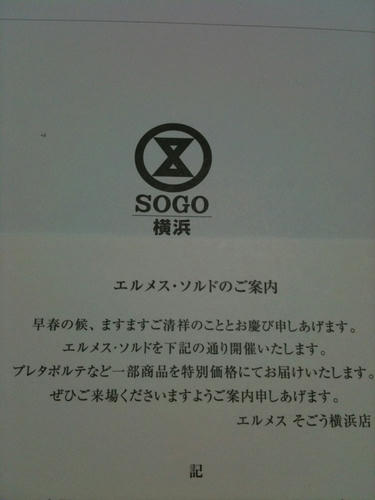 SOGO
横浜
エルメス・ソルドのご案内
早春の候、ますますご清祥のこととお慶び申しあげます。
エルメス・ソルドを下記の通り開催いたします。
プレタポルテなど一部商品を特別価格にてお届けいたします。
ぜひご来場くださいますようご案内申しあげます。
エルメス そごう横浜店
記